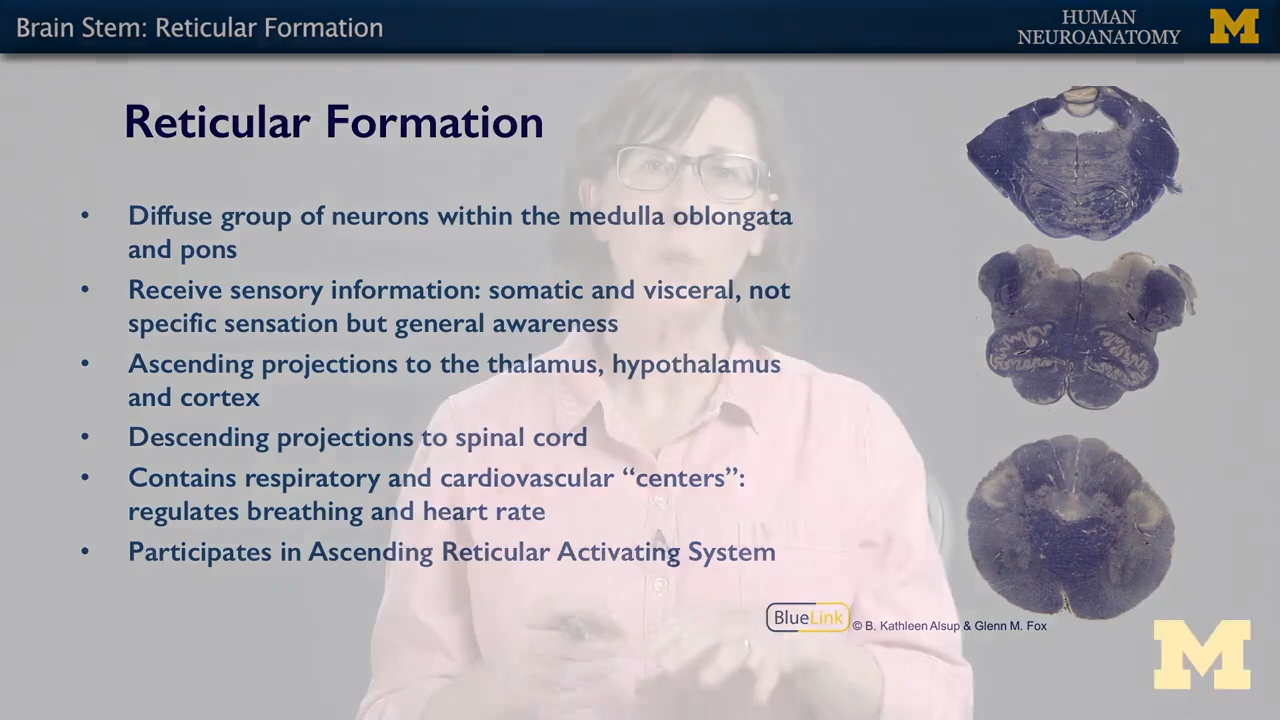 Brain Stem: Reticular Formation
HUMAN
NEUROANATOMY
M
Reticular Formation
• Diffuse group of neurons within the medulla oblongata
and pons
• Receive sensory information: somatic and visceral, not
specific sensation but general awareness
• Ascending projections to the thalamus, hypothalamus
and cortex
• Descending projections to spinal cord
• Contains respiratory and cardiovascular “centers”:
regulates breathing and heart rate
• Participates in Ascending Reticular Activating System
BlueLink
© B. Kathleen Alsup & Glenn M. Fox
M